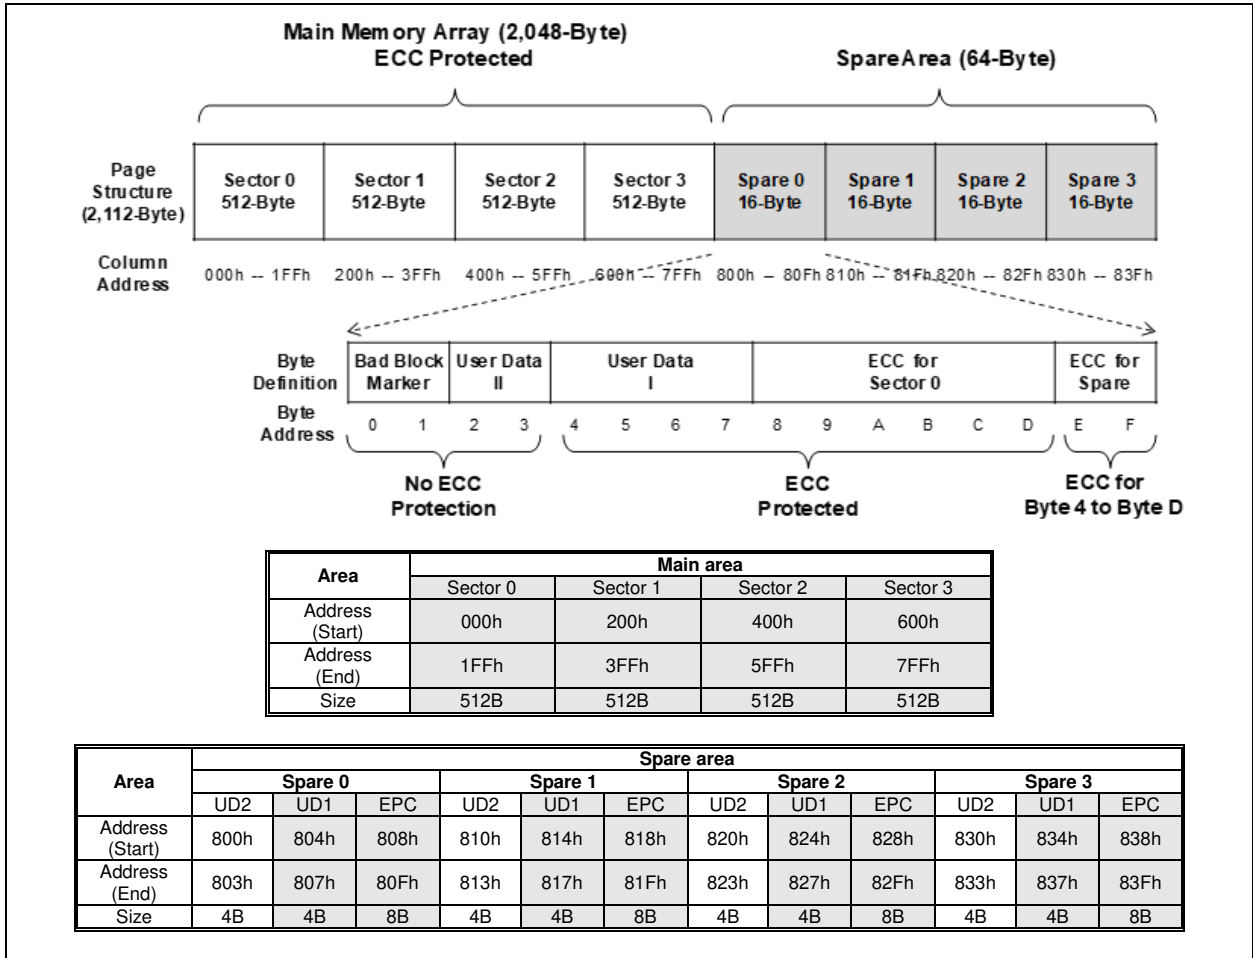 Main Memory Array (2,048-Byte)
ECC Protected
Spare Area (64-Byte)
Page
Structure
(2,112-Byte)
Sector 0
512-Byte
Sector 1
512-Byte
Sector 2
512-Byte
Sector 3
512-Byte
Spare 0
16-Byte
Spare 1
16-Byte
Spare 2
16-Byte
Spare 3
16-Byte
Column
Address
000h -- 1FFh 200h -- 3FFh 400h -- 5FFh 600h -- 7FFh 800h -- 80Fh 810h -- 81Fh 820h -- 82Fh 830h -- 83Fh
Byte
Definition
Bad Block
Marker
User Data
II
User Data
I
ECC for
Sector 0
ECC for
Spare
Byte
Address
0 1 2 3 4 5 6 7 8 9 A B C D E F
No ECC
Protection
ECC
Protected
ECC for
Byte 4 to Byte D
Area Main area
Sector 0 Sector 1 Sector 2 Sector 3
Address
(Start)
000h 200h 400h 600h
Address
(End)
1FFh 3FFh 5FFh 7FFh
Size 512B 512B 512B 512B
Area Spare area
Spare 0 Spare 1 Spare 2 Spare 3
UD2 UD1 EPC UD2 UD1 EPC UD2 UD1 EPC UD2 UD1 EPC
Address
(Start)
800h 804h 808h 810h 814h 818h 820h 824h 828h 830h 834h 838h
Address
(End)
803h 807h 80Fh 813h 817h 81Fh 823h 827h 82Fh 833h 837h 83Fh
Size 4B 4B 8B 4B 4B 8B 4B 4B 8B 4B 4B 8B